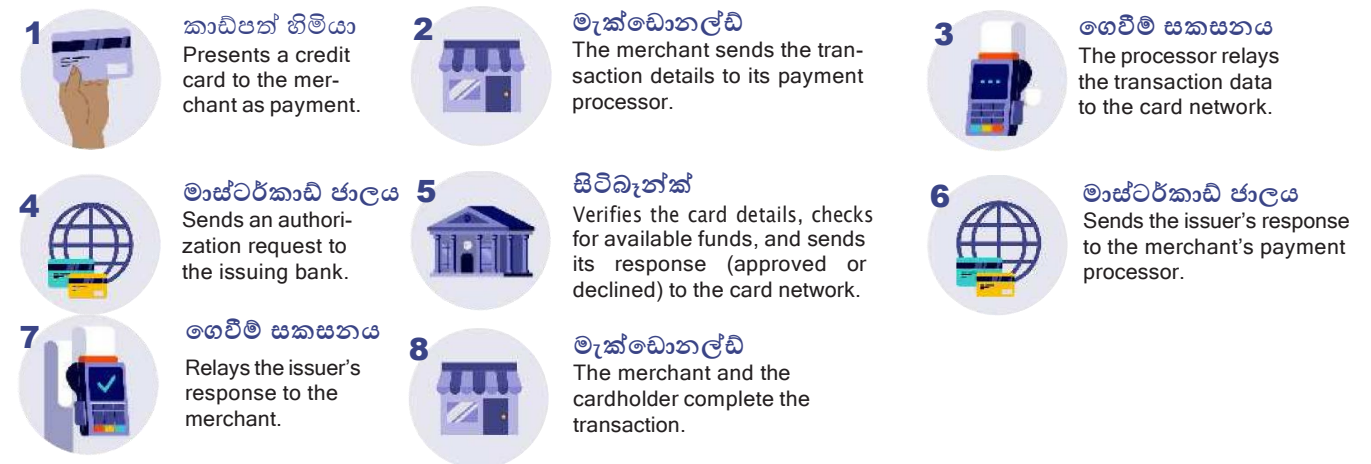 1
කාඩ්පත් හිමියා
Presents a credit
card to the mer-
chant as payment.
2
මැක්ඩොනල්ඩ්
The merchant sends the tran-
saction details to its payment
processor.
3
ගෙවීම් සකසනය
The processor relays
the transaction data
to the card network.
4
මාස්ටර්කාඩ් ජාලය
Sends an authori-
zation request to
the issuing bank.
5
සිටිබෑන්ක්
Verifies the card details, checks
for available funds, and sends
its response (approved or
declined) to the card network.
6
මාස්ටර්කාඩ් ජාලය
Sends the issuer’s response
to the merchant’s payment
processor.
7
ගෙවීම් සකසනය
Relays the issuer’s
response to the
merchant.
8
මැක්ඩොනල්ඩ්
The merchant and the
cardholder complete the
transaction.